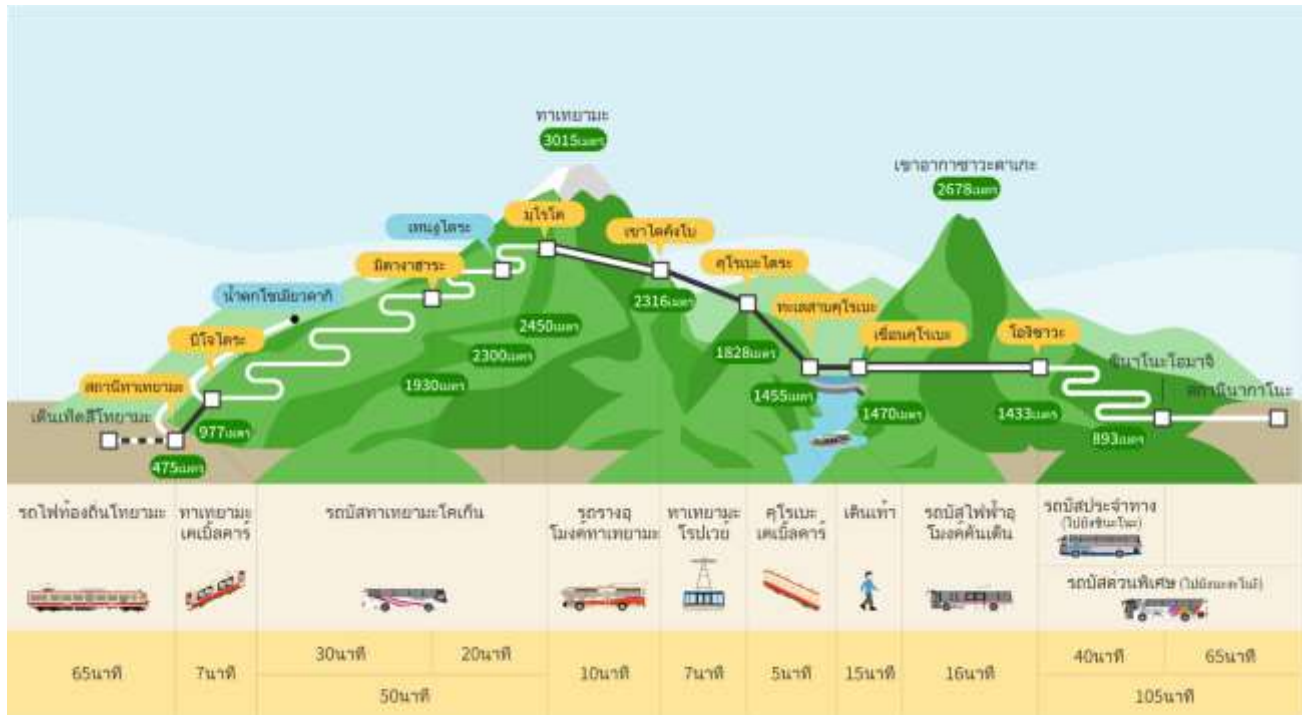 ทาเทยามะ
3015เมตร
เขาอากาซาวะดาเกะ
2678เมตร
มุโรโด
เขาไดคังโบ
คุโรเบะไดระ
มิดางาฮาระ
น้ำตกโชเมียวดากิ
บิโจไดระ
สถานีทาเทยามะ
เด็นเท็ตสึโทยามะ
ทะเลสาบคุโรเบะ
เขื่อนคุโรเบะ
โอกิซาวะ
ชินาโนะโอมาจิ
สถานีนากาโนะ
475เมตร
977เมตร
1930เมตร
2300เมตร
2450เมตร
2316เมตร
1828เมตร
1455เมตร
1470เมตร
1433เมตร
893เมตร
รถไฟท้องถิ่นโทยามะ
ทาเทยามะ
เคเบิ้ลคาร์
รถบัสทาเทยามะโคเก็น
รถรางอุ
โมงค์ทาเทยามะ
ทาเทยามะ
โรปเวย์
คุโรเบะ
เคเบิ้ลคาร์
เดินเท้า
รถบัสไฟฟ้าอุ
โมงค์คันเด็น
รถบัสประจำทาง
รถบัสด่วนพิเศษ
65นาที
7นาที
30นาที
20นาที
50นาที
10นาที
7นาที
5นาที
15นาที
16นาที
40นาที
65นาที
105นาที